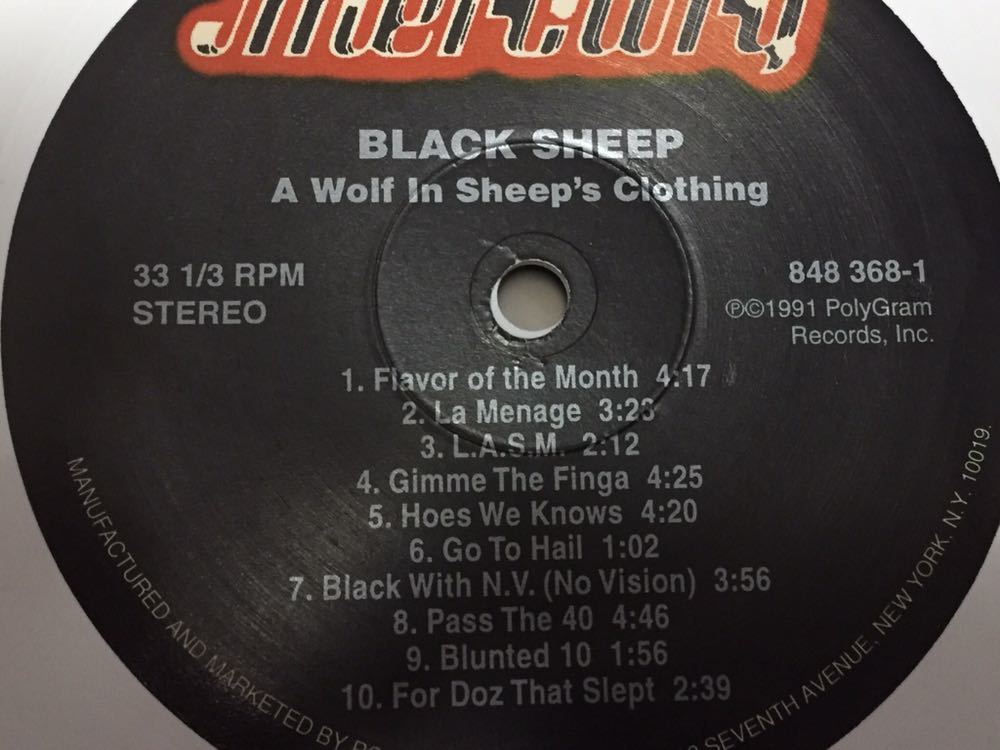 Mercury
BLACK SHEEP
A Wolf In Sheep's Clothing
33 1/3 RPM
STEREO
848 368-1
Ⓟ©1991 PolyGram
Records, Inc.
1. Flavor of the Month 4:17
2. La Menage 3:23
3. L.A.S.M. 2:12
4. Gimme The Finga 4:25
5. Hoes We Knows 4:20
6. Go To Hail 1:02
7. Black With N.V. (No Vision) 3:56
8. Pass The 40 4:46
9. Blunted 10 1:56
10. For Doz That Slept 2:39
MANUFACTURED AND MARKETED BY
SEVENTH AVENUE, NEW YORK, N.Y. 10019.